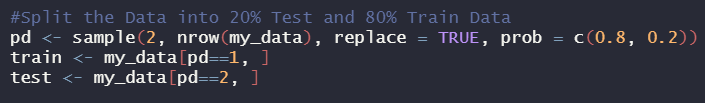 #Split the Data into 20% Test and 80% Train Data
pd <- sample(2, nrow(my_data), replace = TRUE, prob = c(0.8, 0.2))
train <- my_data[pd==1, ]
test <- my_data[pd==2, ]